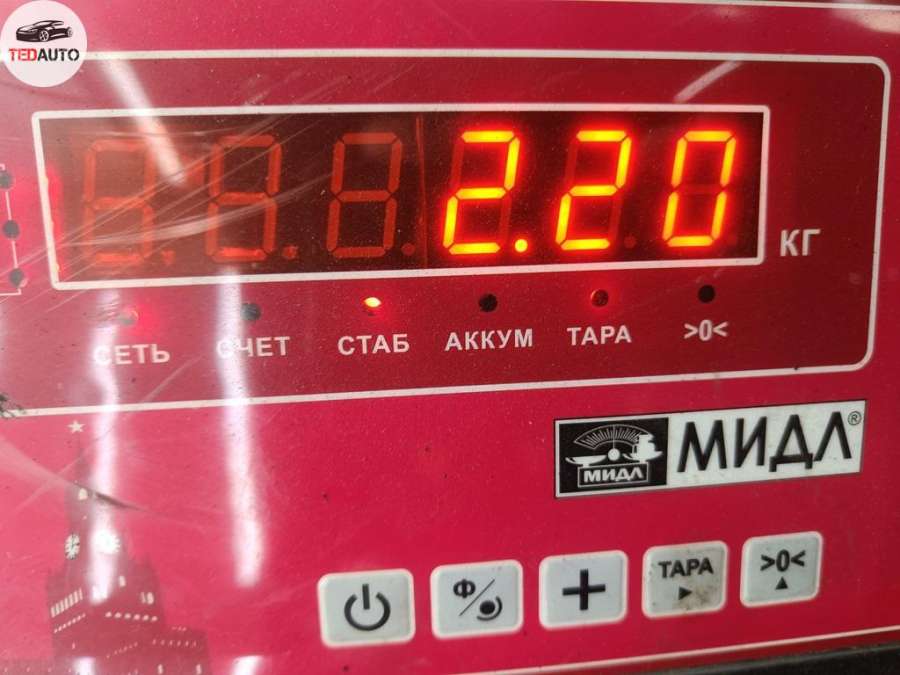 TEDAUTO
2.20
КГ
СЕТЬ СЧЕТ СТАБ АККУМ ТАРА >0<
МИДЛ МИДЛ®
Ф/ + ТАРА >0<